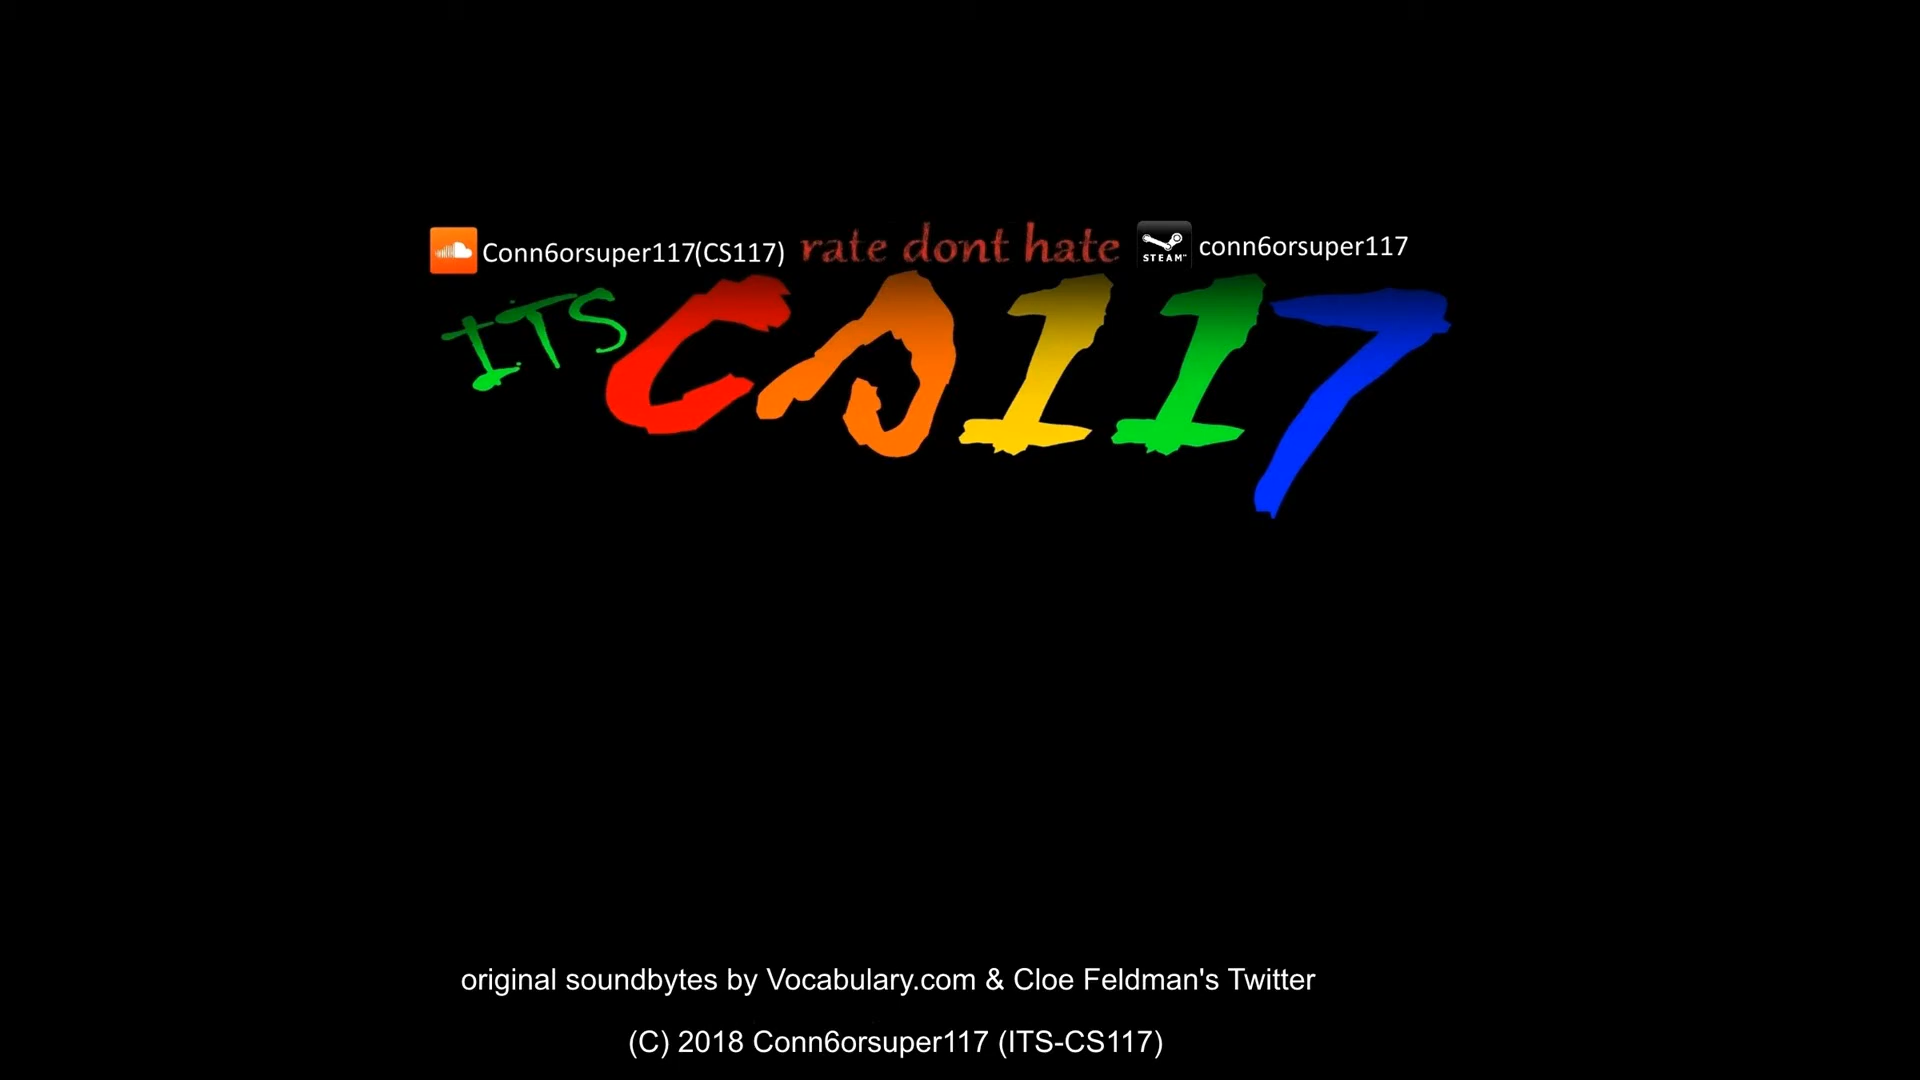 Conn6orsuper117(CS117) rate dont hate STEAM™ conn6orsuper117
ITS CS117
original soundbytes by Vocabulary.com & Cloe Feldman's Twitter
(C) 2018 Conn6orsuper117 (ITS-CS117)